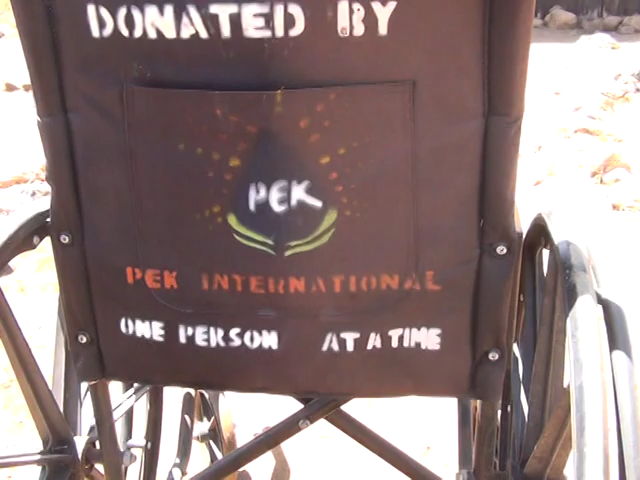 DONATED BY
PEK
PEK INTERNATIONAL
ONE PERSON AT A TIME